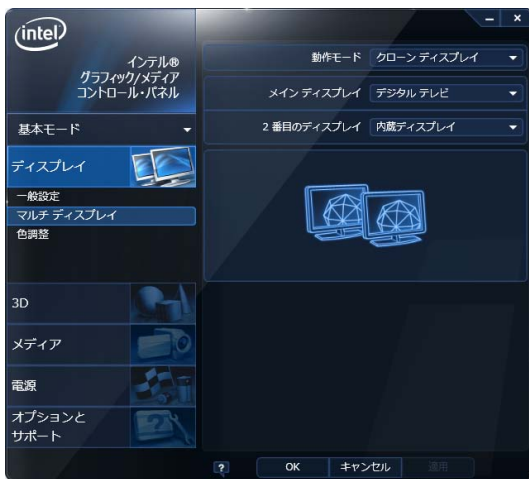 intel
インテル®
グラフィック/メディア
コントロール・パネル
基本モード
ディスプレイ
一般設定
マルチ ディスプレイ
色調整
3D
メディア
電源
オプションと
サポート
動作モード クローン ディスプレイ
メイン ディスプレイ デジタル テレビ
2 番目のディスプレイ 内蔵ディスプレイ
? OK キャンセル 適用